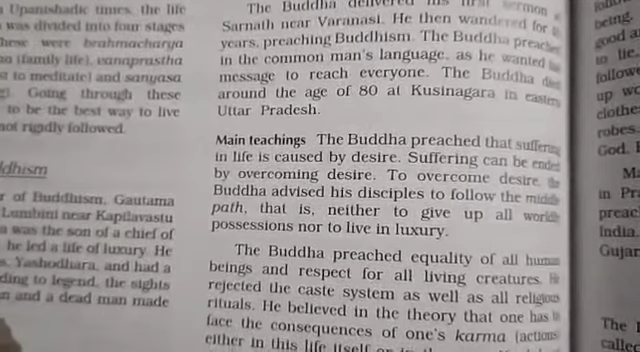 Upanishadic times, the life
was divided into four stages
These were brahmacharya
(family life), vanaprastha
to meditate) and sanyasa
Going through these
to be the best way to live
not rigidly followed.
of Buddhism, Gautama
Lumbini near Kapilavastu
was the son of a chief of
he led a life of luxury. He
Yashodhara, and had a
to legend, the sights
and a dead man made
The Buddha delivered his first sermon
Sarnath near Varanasi. He then wandered for
years, preaching Buddhism. The Buddha preached
in the common man's language, as he wanted his
message to reach everyone. The Buddha died
around the age of 80 at Kusinagara in eastern
Uttar Pradesh.
Main teachings The Buddha preached that suffering
in life is caused by desire. Suffering can be ended
by overcoming desire. To overcome desire, the
Buddha advised his disciples to follow the middle
path, that is, neither to give up all worldly
possessions nor to live in luxury.
The Buddha preached equality of all human
beings and respect for all living creatures. He
rejected the caste system as well as all religious
rituals. He believed in the theory that one has to
face the consequences of one's karma (actions
either in this life itself or in the
being.
good
to lie.
up
clothes
robes.
God.
in
India.